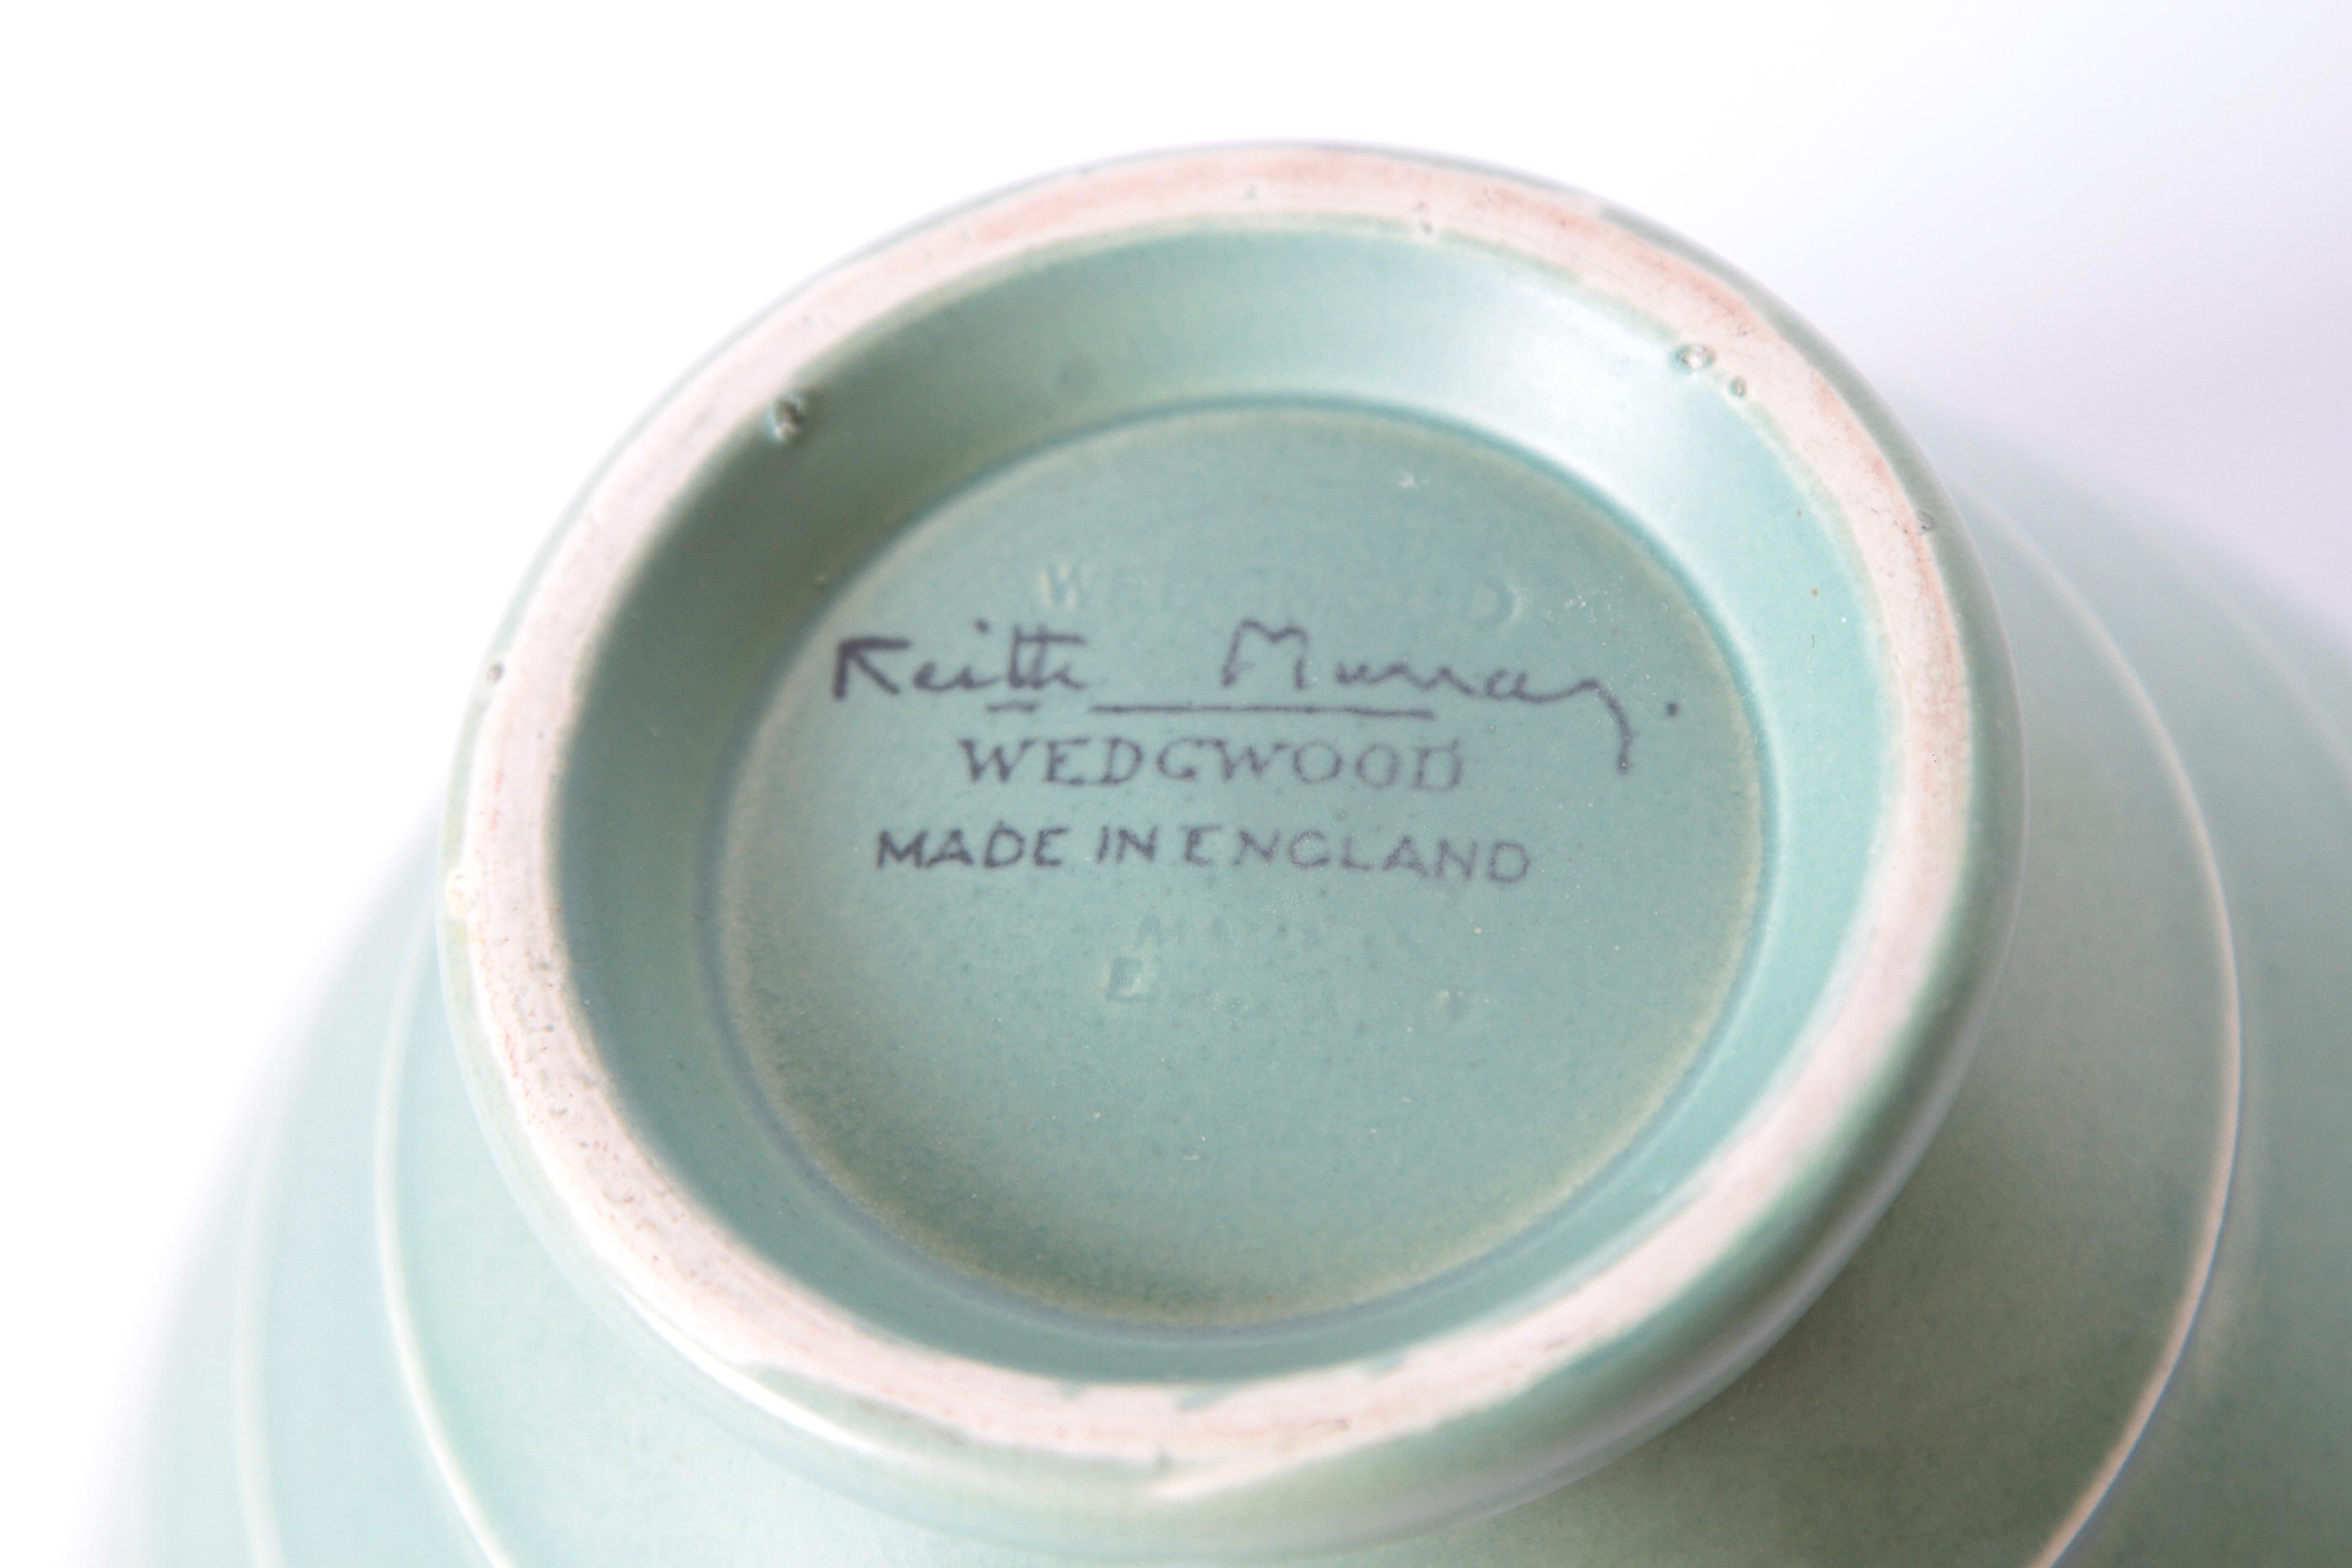 Keith Murray.
WEDGWOOD
MADE IN ENGLAND